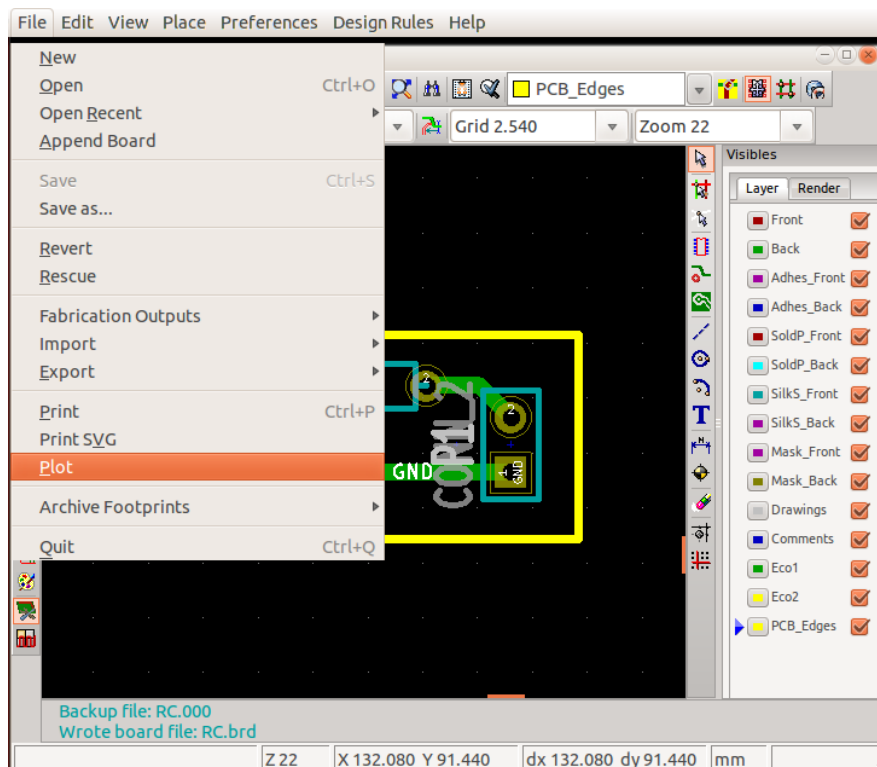 File Edit View Place Preferences Design Rules Help
New
Open Ctrl+O
Open Recent
Append Board
Save Ctrl+S
Save as...
Revert
Rescue
Fabrication Outputs
Import
Export
Print Ctrl+P
Print SVG
Plot
Archive Footprints
Quit Ctrl+Q
PCB_Edges
Grid 2.540 Zoom 22
2
2
GND
1
GND
T
Visibles
Layer Render
Front
Back
Adhes_Front
Adhes_Back
SoldP_Front
SoldP_Back
SilkS_Front
SilkS_Back
Mask_Front
Mask_Back
Drawings
Comments
Eco1
Eco2
PCB_Edges
Backup file: RC.000
Wrote board file: RC.brd
Z 22 X 132.080 Y 91.440 dx 132.080 dy 91.440 mm